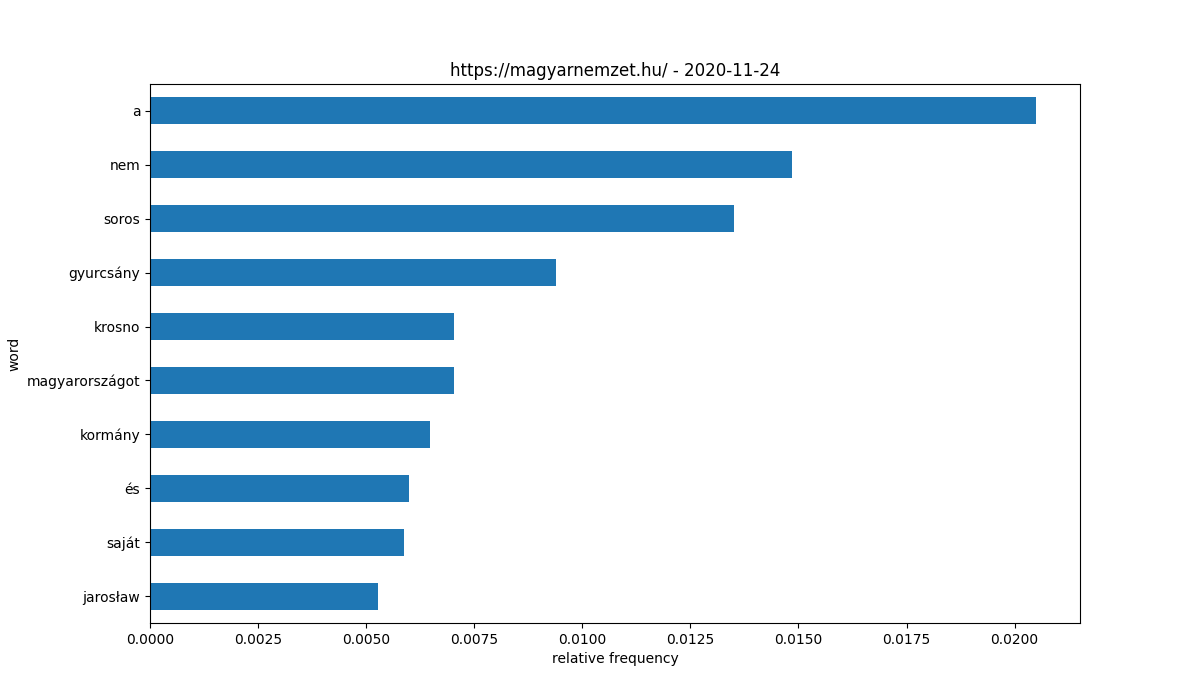 https://magyarnemzet.hu/ - 2020-11-24
a
nem
soros
gyurcsány
krosno
magyarországot
kormány
és
saját
jarosław
word
0.0000 0.0025 0.0050 0.0075 0.0100 0.0125 0.0150 0.0175 0.0200
relative frequency